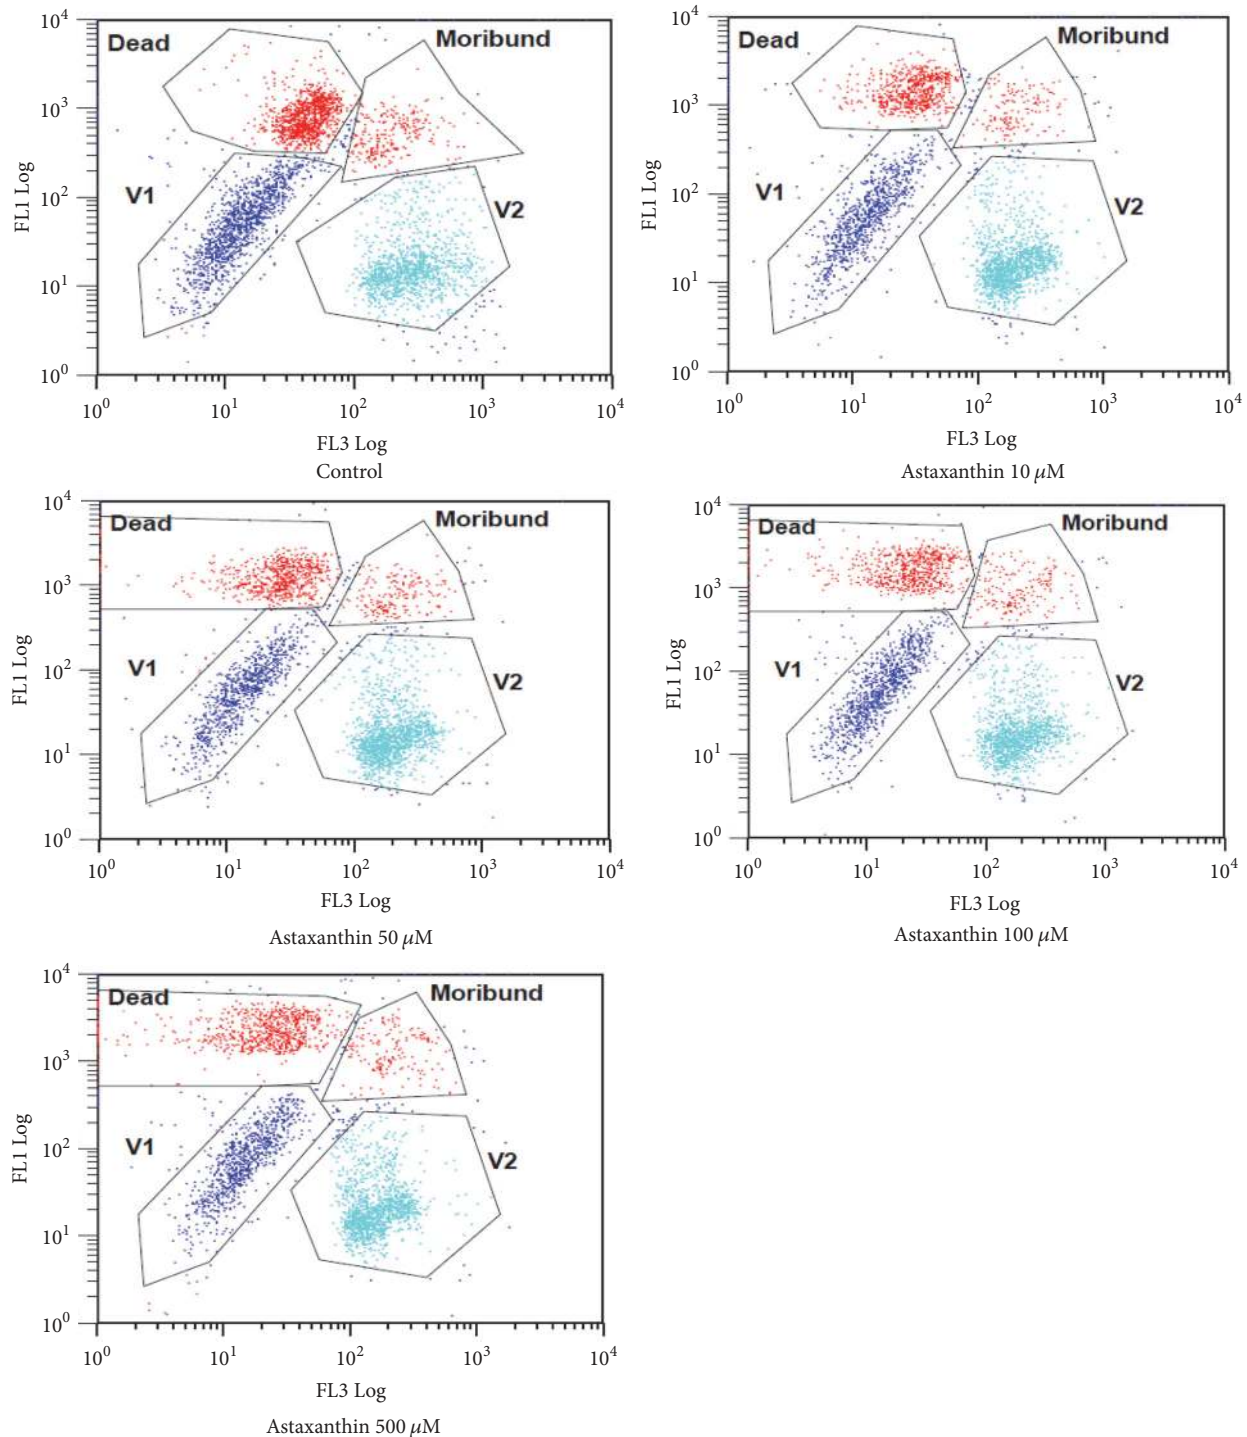 10⁴
10³
10²
10¹
10⁰
FL1 Log
Dead
Moribund
V1
V2
10⁰ 10¹ 10² 10³ 10⁴
FL3 Log
Control
10⁴
10³
10²
10¹
10⁰
FL1 Log
Dead
Moribund
V1
V2
10⁰ 10¹ 10² 10³ 10⁴
FL3 Log
Astaxanthin 10 μM
10⁴
10³
10²
10¹
10⁰
FL1 Log
Dead
Moribund
V1
V2
10⁰ 10¹ 10² 10³ 10⁴
FL3 Log
Astaxanthin 50 μM
10⁴
10³
10²
10¹
10⁰
FL1 Log
Dead
Moribund
V1
V2
10⁰ 10¹ 10² 10³ 10⁴
FL3 Log
Astaxanthin 100 μM
10⁴
10³
10²
10¹
10⁰
FL1 Log
Dead
Moribund
V1
V2
10⁰ 10¹ 10² 10³ 10⁴
FL3 Log
Astaxanthin 500 μM